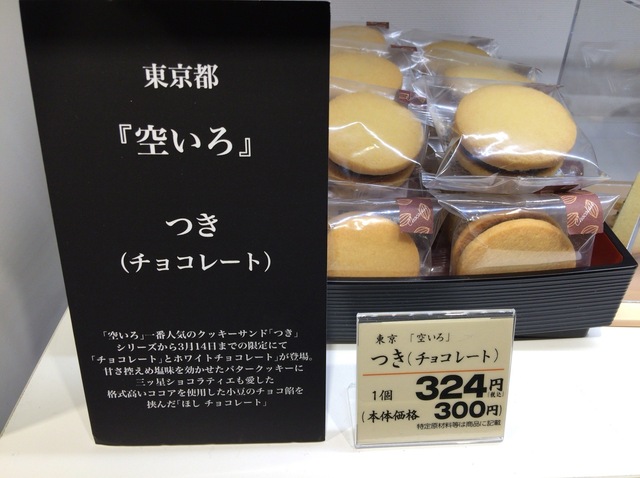 東京都
『空いろ』
つき
(チョコレート)
「空いろ」一番人気のクッキーサンド「つき」
シリーズから3月14日までの限定にて
「チョコレート」とホワイトチョコレート」が登場。
甘さ控えめ塩味を効かせたバタークッキーに
三ッ星ショコラティエも愛した
格式高いココアを使用した小豆のチョコ餡を
挟んだ「ほし チョコレート」
東京 「空いろ」
つき(チョコレート)
1個 324円(税込)
(本体価格 300円)
特定原材料等は商品に記載